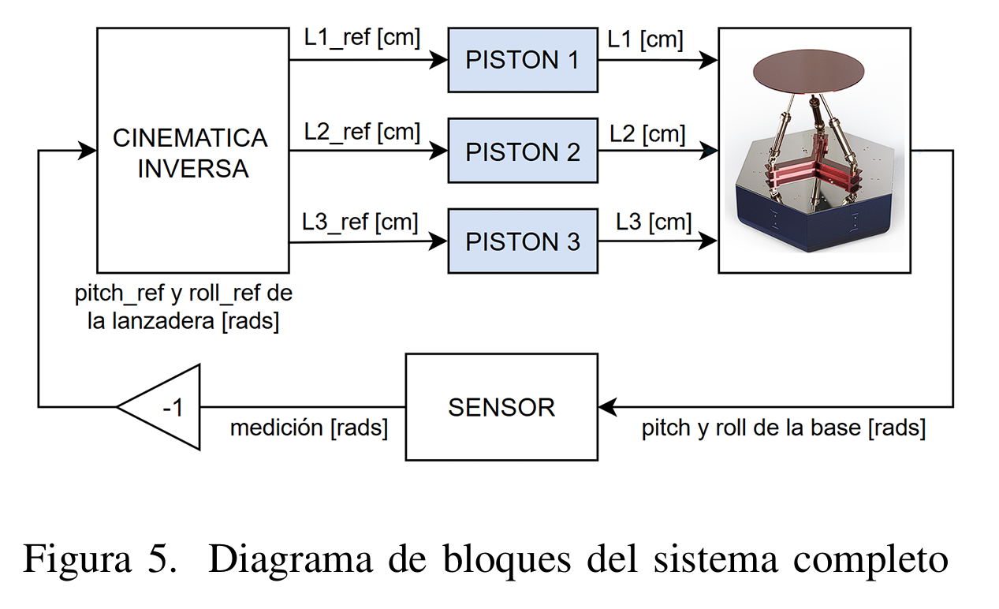 L1_ref [cm]
PISTON 1
L1 [cm]
CINEMATICA
INVERSA
L2_ref [cm]
PISTON 2
L2 [cm]
L3_ref [cm]
PISTON 3
L3 [cm]
pitch_ref y roll_ref de
la lanzadera [rads]
-1
medición [rads]
SENSOR
pitch y roll de la base [rads]
Figura 5. Diagrama de bloques del sistema completo